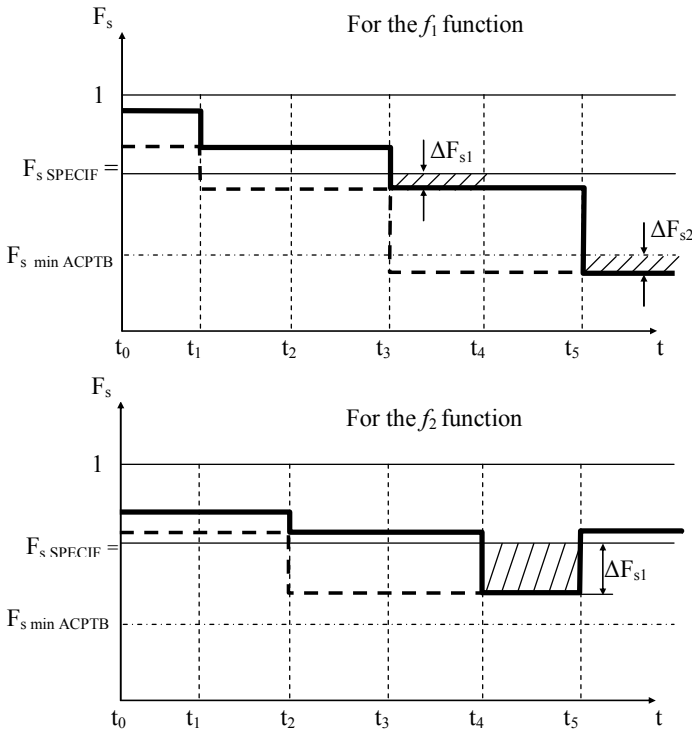 For the f₁ function
Fₛ
1
Fₛ SPECIF =
ΔFₛ₁
Fₛ min ACPTB
ΔFₛ₂
t₀ t₁ t₂ t₃ t₄ t₅ t
For the f₂ function
Fₛ
1
Fₛ SPECIF =
ΔFₛ₁
Fₛ min ACPTB
t₀ t₁ t₂ t₃ t₄ t₅ t